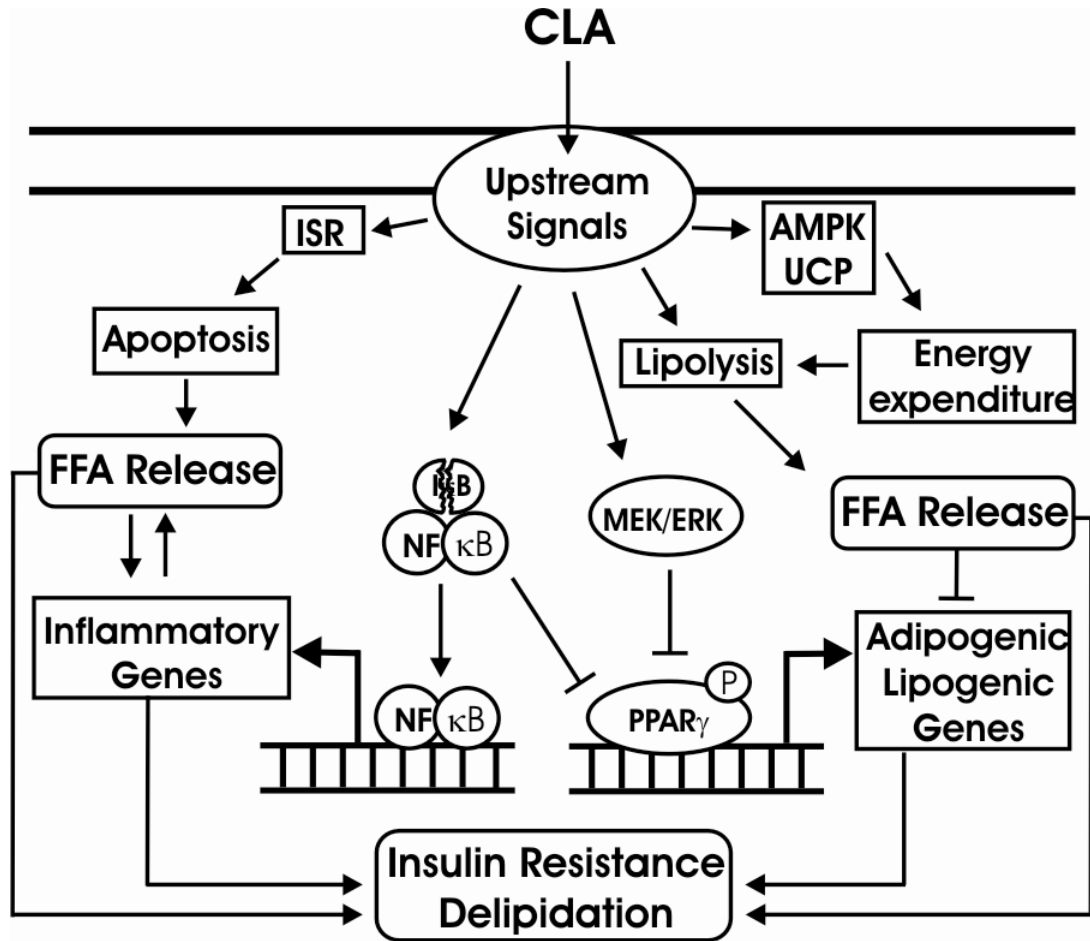 CLA
Upstream
Signals
ISR
AMPK
UCP
Apoptosis
Lipolysis
Energy
expenditure
FFA Release
IκB
NF κB
MEK/ERK
FFA Release
Inflammatory
Genes
Adipogenic
Lipogenic
Genes
P
NF κB
PPARγ
Insulin Resistance
Delipidation